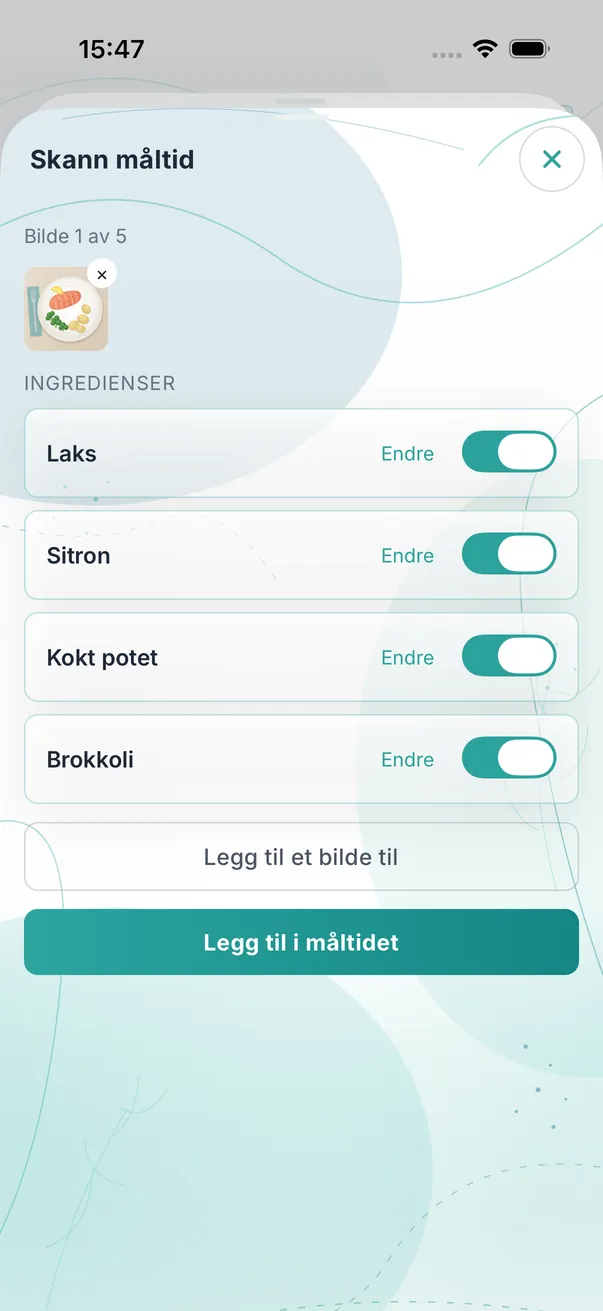 15:47
Skann måltid
Bilde 1 av 5
INGREDIENSER
Laks Endre
Sitron Endre
Kokt potet Endre
Brokkoli Endre
Legg til et bilde til
Legg til i måltidet